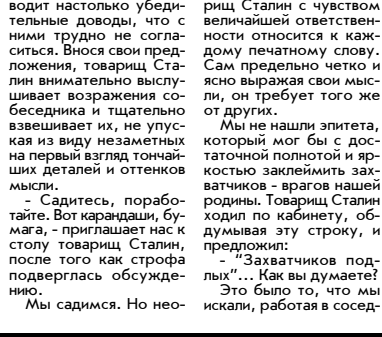 водит настолько убеди-
тельные доводы, что с
ними трудно не согла-
ситься. Внося свои пред-
ложения, товарищ Ста-
лин внимательно выслу-
шивает возражения со-
беседника и тщательно
взвешивает их, не упус-
кая из виду незаметных
на первый взгляд тончай-
ших деталей и оттенков
мысли.
- Садитесь, порабо-
тайте. Вот карандаши, бу-
мага, - приглашает нас к
столу товарищ Сталин,
после того как строфа
подверглась обсужде-
нию.
Мы садимся. Но нео-
рищ Сталин с чувством
величайшей ответствен-
ности относится к каж-
дому печатному слову.
Сам предельно четко и
ясно выражая свои мыс-
ли, он требует того же
от других.
Мы не нашли эпитета,
который мог бы с дос-
таточной полнотой и яр-
костью заклеймить зах-
ватчиков - врагов нашей
родины. Товарищ Сталин
ходил по кабинету, об-
думывая эту строку, и
предложил:
- "Захватчиков под-
лых"... Как вы думаете?
Это было то, что мы
искали, работая в сосед-